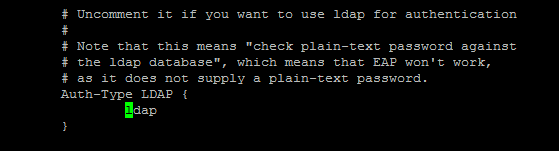 # Uncomment it if you want to use ldap for authentication
#
# Note that this means "check plain-text password against
# the ldap database", which means that EAP won't work,
# as it does not supply a plain-text password.
Auth-Type LDAP {
        ldap
}